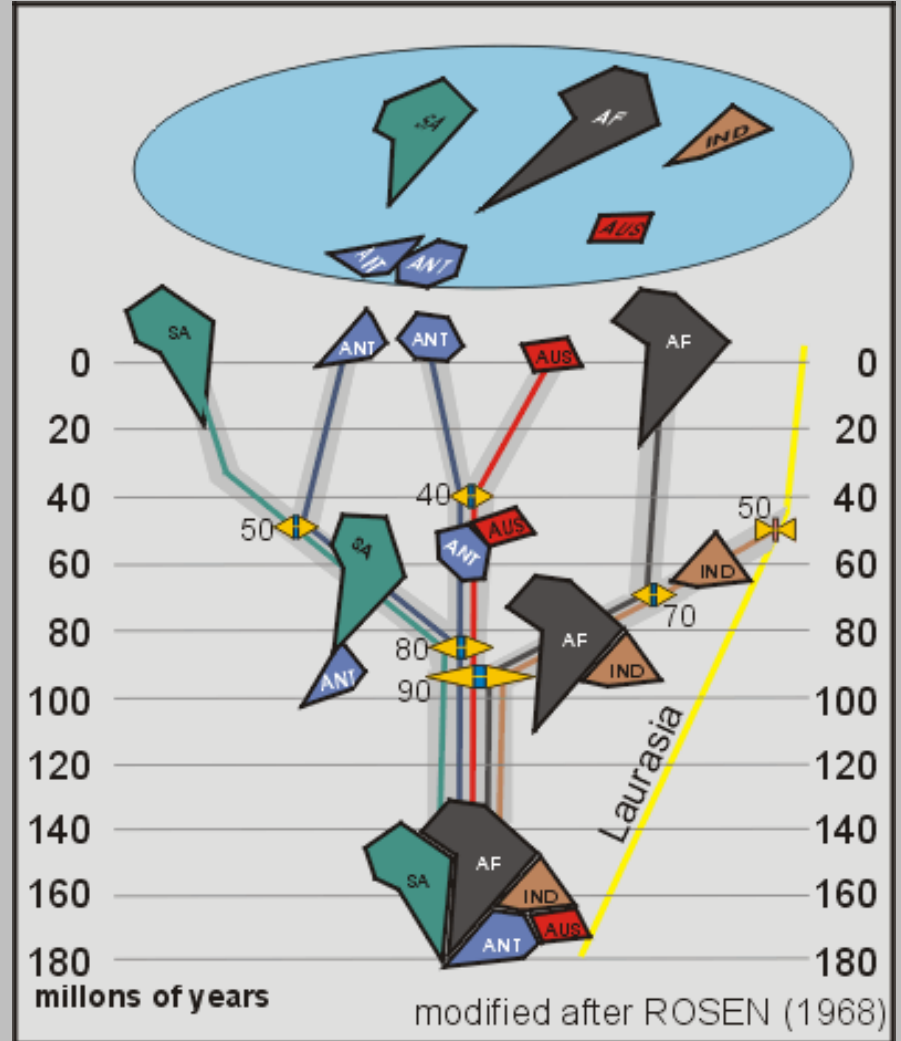 SA
AF
IND
AUS
ANT
ANT
SA
ANT
ANT
AUS
AF
0
0
20
20
40
40
40
50
50
SA
ANT
AUS
60
60
IND
70
80
80
80
AF
IND
ANT
90
100
100
120
120
Laurasia
140
140
SA
AF
IND
160
160
ANT
AUS
180
180
millons of years
modified after ROSEN (1968)